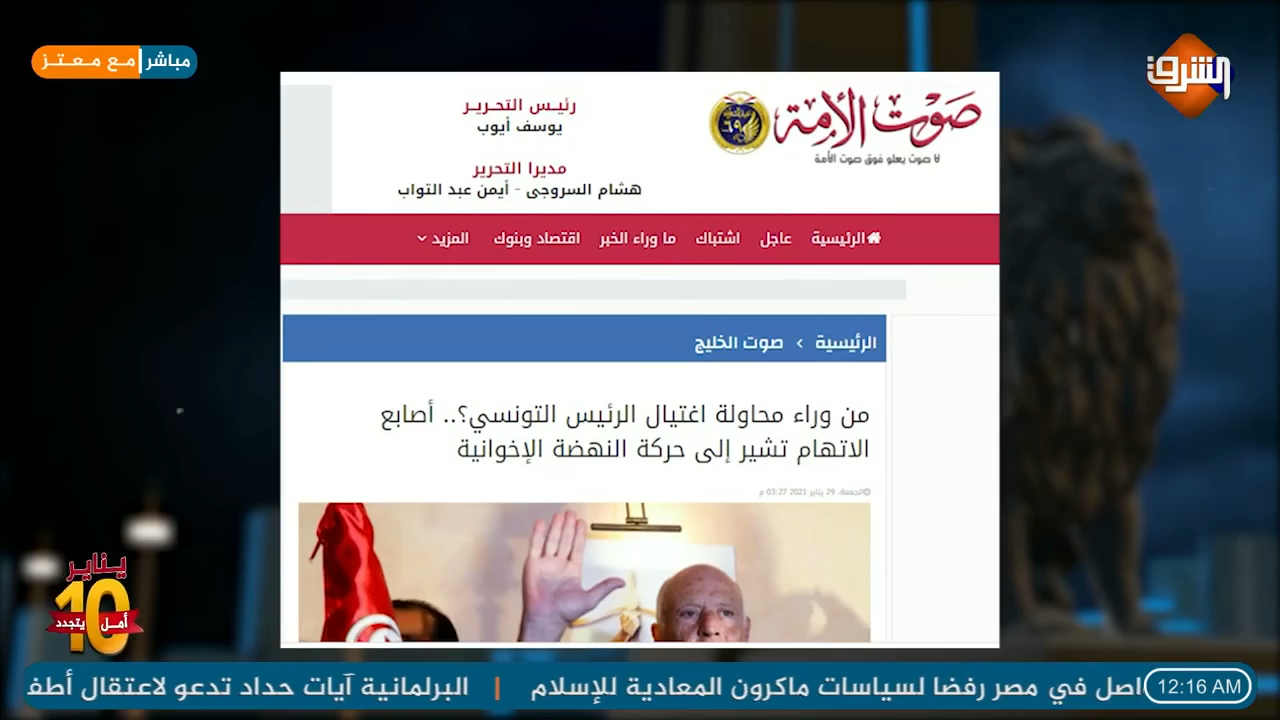 مباشر مع معتز
الشرق
صوت الأمة
لا صوت يعلو فوق صوت الأمة
رئيس التحرير
يوسف أيوب
مديرا التحرير
هشام السروجى - أيمن عبد التواب
الرئيسية عاجل اشتباك ما وراء الخبر اقتصاد وبنوك المزيد
الرئيسية › صوت الخليج
من وراء محاولة اغتيال الرئيس التونسي؟.. أصابع
الاتهام تشير إلى حركة النهضة الإخوانية
الجمعة، 29 يناير 2021 03:27 م
يناير
10
أمل يتجدد
اصل في مصر رفضا لسياسات ماكرون المعادية للإسلام | البرلمانية آيات حداد تدعو لاعتقال أطف
12:16 AM